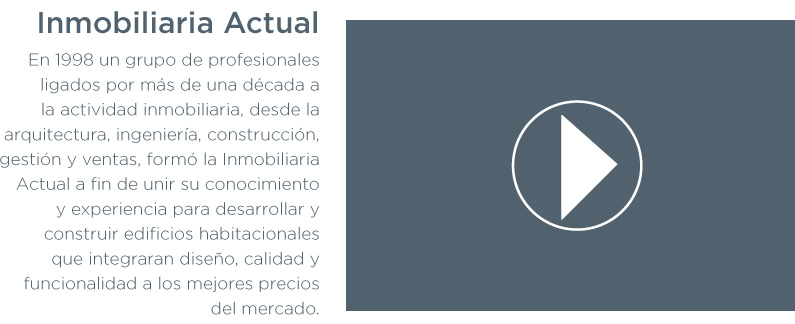 Inmobiliaria Actual
En 1998 un grupo de profesionales
ligados por más de una década a
la actividad inmobiliaria, desde la
arquitectura, ingeniería, construcción,
gestión y ventas, formó la Inmobiliaria
Actual a fin de unir su conocimiento
y experiencia para desarrollar y
construir edificios habitacionales
que integraran diseño, calidad y
funcionalidad a los mejores precios
del mercado.